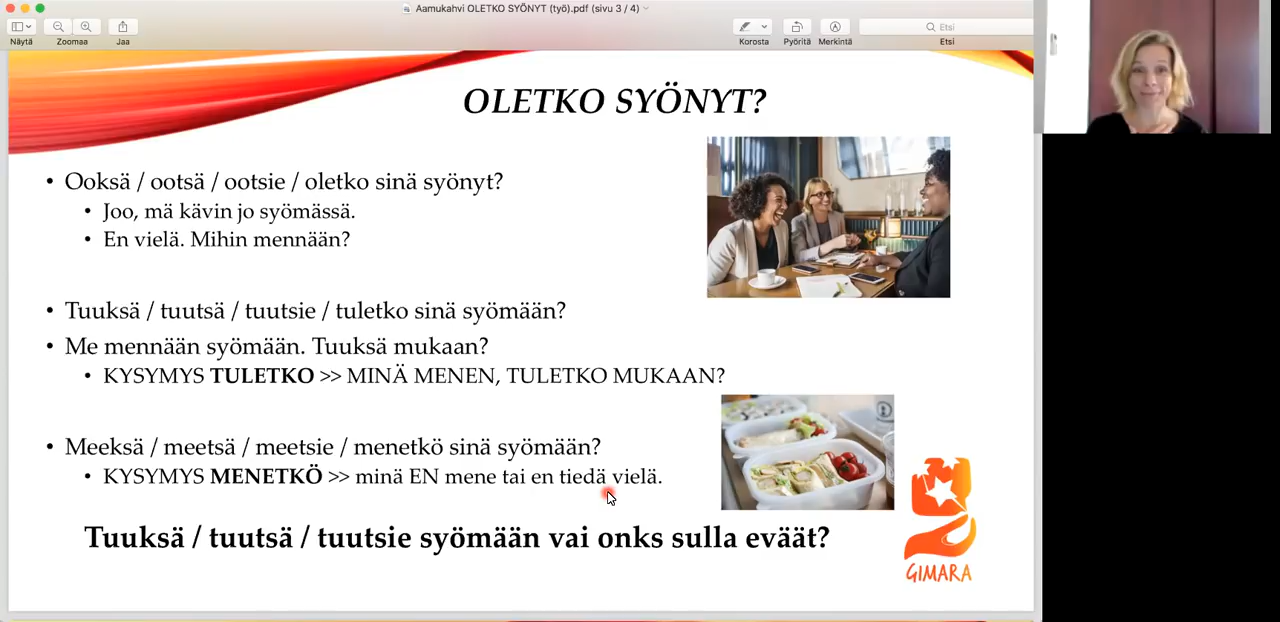 Aamukahvi OLETKO SYÖNYT (työ).pdf (sivu 3 / 4)
Näytä
Zoomaa
Jaa
Korosta
Pyöritä
Merkintä
Etsi
Etsi
OLETKO SYÖNYT?
• Ooksä / ootsä / ootsie / oletko sinä syönyt?
• Joo, mä kävin jo syömässä.
• En vielä. Mihin mennään?
• Tuuksä / tuutsä / tuutsie / tuletko sinä syömään?
• Me mennään syömään. Tuuksä mukaan?
• KYSYMYS TULETKO >> MINÄ MENEN, TULETKO MUKAAN?
• Meeksä / meetsä / meetsie / menetkö sinä syömään?
• KYSYMYS MENETKÖ >> minä EN mene tai en tiedä vielä.
Tuuksä / tuutsä / tuutsie syömään vai onks sulla eväät?
GIMARA